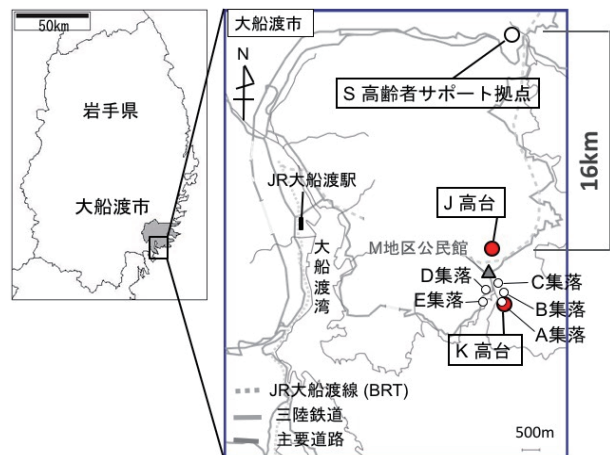 50km
岩手県
大船渡市
大船渡市
N
S 高齢者サポート拠点
16km
JR大船渡駅
J 高台
M地区公民館
大船渡湾
D集落
C集落
E集落
B集落
A集落
K 高台
JR大船渡線 (BRT)
三陸鉄道
主要道路
500m